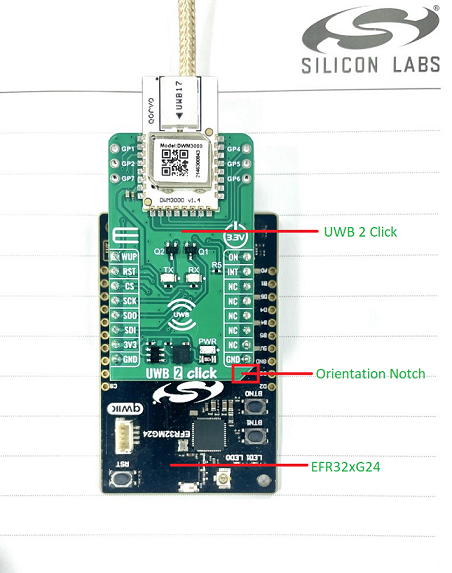 SILICON LABS
®
UWB17
Model:DWM3000
DWM3000 v1.4
GP1
GP2
GP7
GP4
GP5
GP6
3.3V
UWB 2 Click
Q2
Q1
R5
TX
RX
WUP
RST
CS
SCK
SDO
SDI
3V3
GND
ON
INT
NC
NC
NC
NC
NC
GND
UWB
PWR
UWB 2 click
Orientation Notch
D2
qwiic
BTN0
BTN1
EFR32MG24
EFR32xG24
RST
LED1
LED0